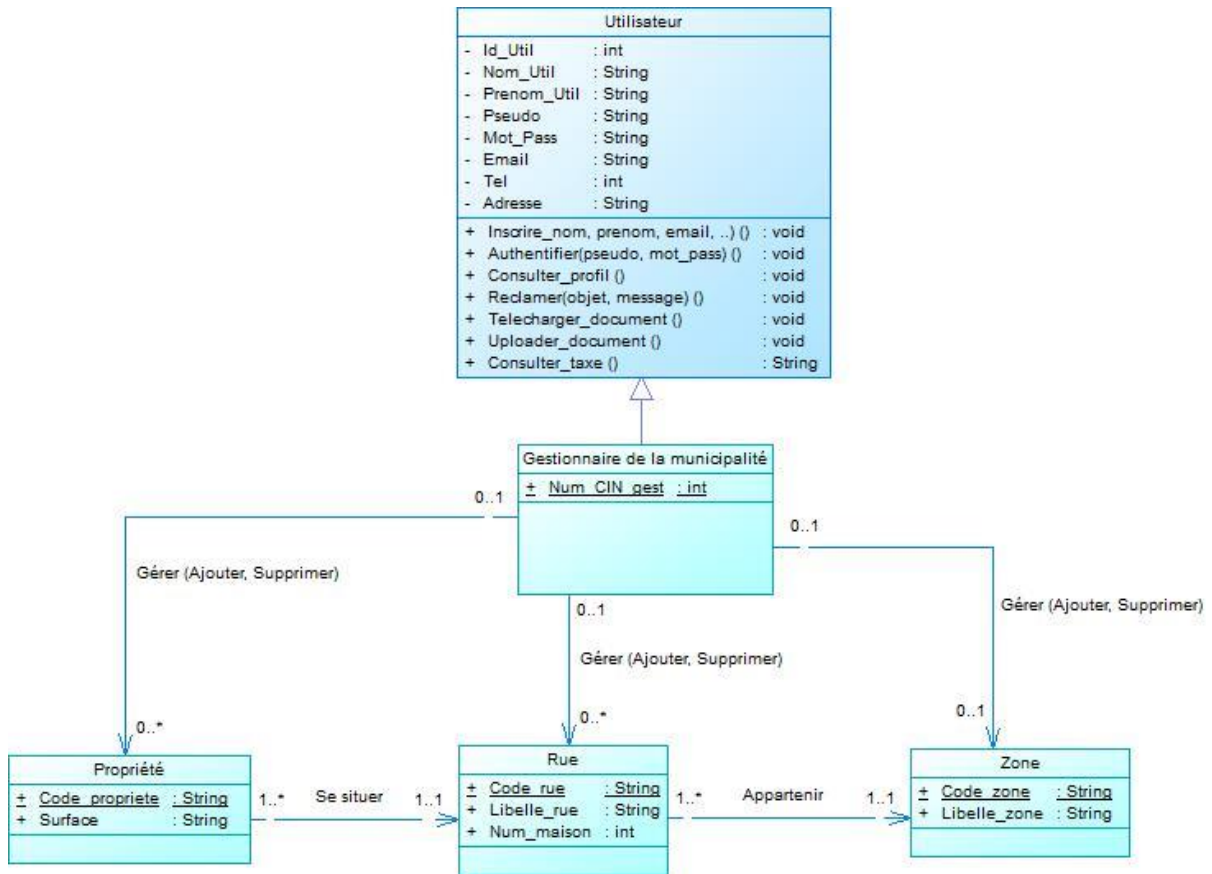 Utilisateur
- Id_Util : int
- Nom_Util : String
- Prenom_Util : String
- Pseudo : String
- Mot_Pass : String
- Email : String
- Tel : int
- Adresse : String
+ Inscrire_nom, prenom, email, ..) () : void
+ Authentifier(pseudo, mot_pass) () : void
+ Consulter_profil () : void
+ Reclamer(objet, message) () : void
+ Telecharger_document () : void
+ Uploader_document () : void
+ Consulter_taxe () : String
Gestionnaire de la municipalité
+ Num_CIN_gest : int
0..1
0..1
0..1
Gérer (Ajouter, Supprimer)
Gérer (Ajouter, Supprimer)
Gérer (Ajouter, Supprimer)
0..*
0..*
0..1
Propriété
+ Code_propriete : String
+ Surface : String
1..* Se situer 1..1
Rue
+ Code_rue : String
+ Libelle_rue : String
+ Num_maison : int
1..* Appartenir 1..1
Zone
+ Code_zone : String
+ Libelle_zone : String